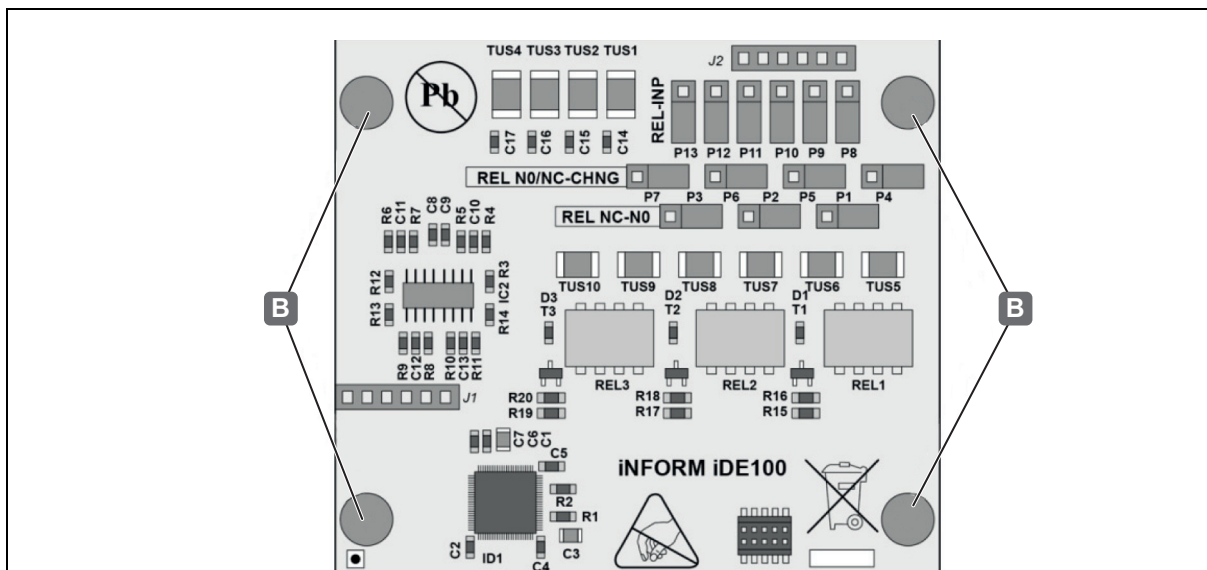 TUS4 TUS3 TUS2 TUS1
J2
Pb
REL-INP
C17 C16 C15 C14
P13 P12 P11 P10 P9 P8
REL N0/NC-CHNG
P7 P3 P6 P2 P5 P1 P4
REL NC-N0
R6 C11 R7 C8 C9 R5 C10 R4
R12 IC2 R3
TUS10 TUS9 TUS8 TUS7 TUS6 TUS5
B B
R13 R14
D3 D2 D1
T3 T2 T1
R9 C12 R8 R10 C13 R11
REL3 REL2 REL1
J1
R20 R18 R16
R19 R17 R15
C7 C6 C1
C5
iNFORM iDE100
R2
R1
C2 ID1 C4 C3